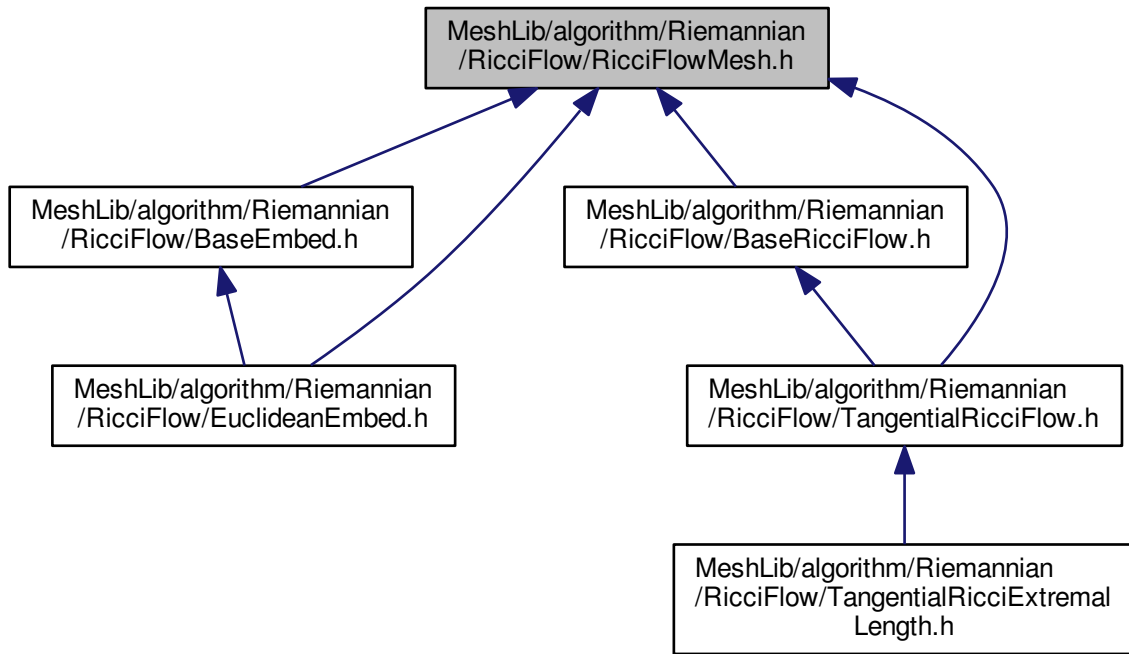 MeshLib/algorithm/Riemannian
/RicciFlow/RicciFlowMesh.h
MeshLib/algorithm/Riemannian
/RicciFlow/BaseEmbed.h
MeshLib/algorithm/Riemannian
/RicciFlow/BaseRicciFlow.h
MeshLib/algorithm/Riemannian
/RicciFlow/EuclideanEmbed.h
MeshLib/algorithm/Riemannian
/RicciFlow/TangentialRicciFlow.h
MeshLib/algorithm/Riemannian
/RicciFlow/TangentialRicciExtremal
Length.h